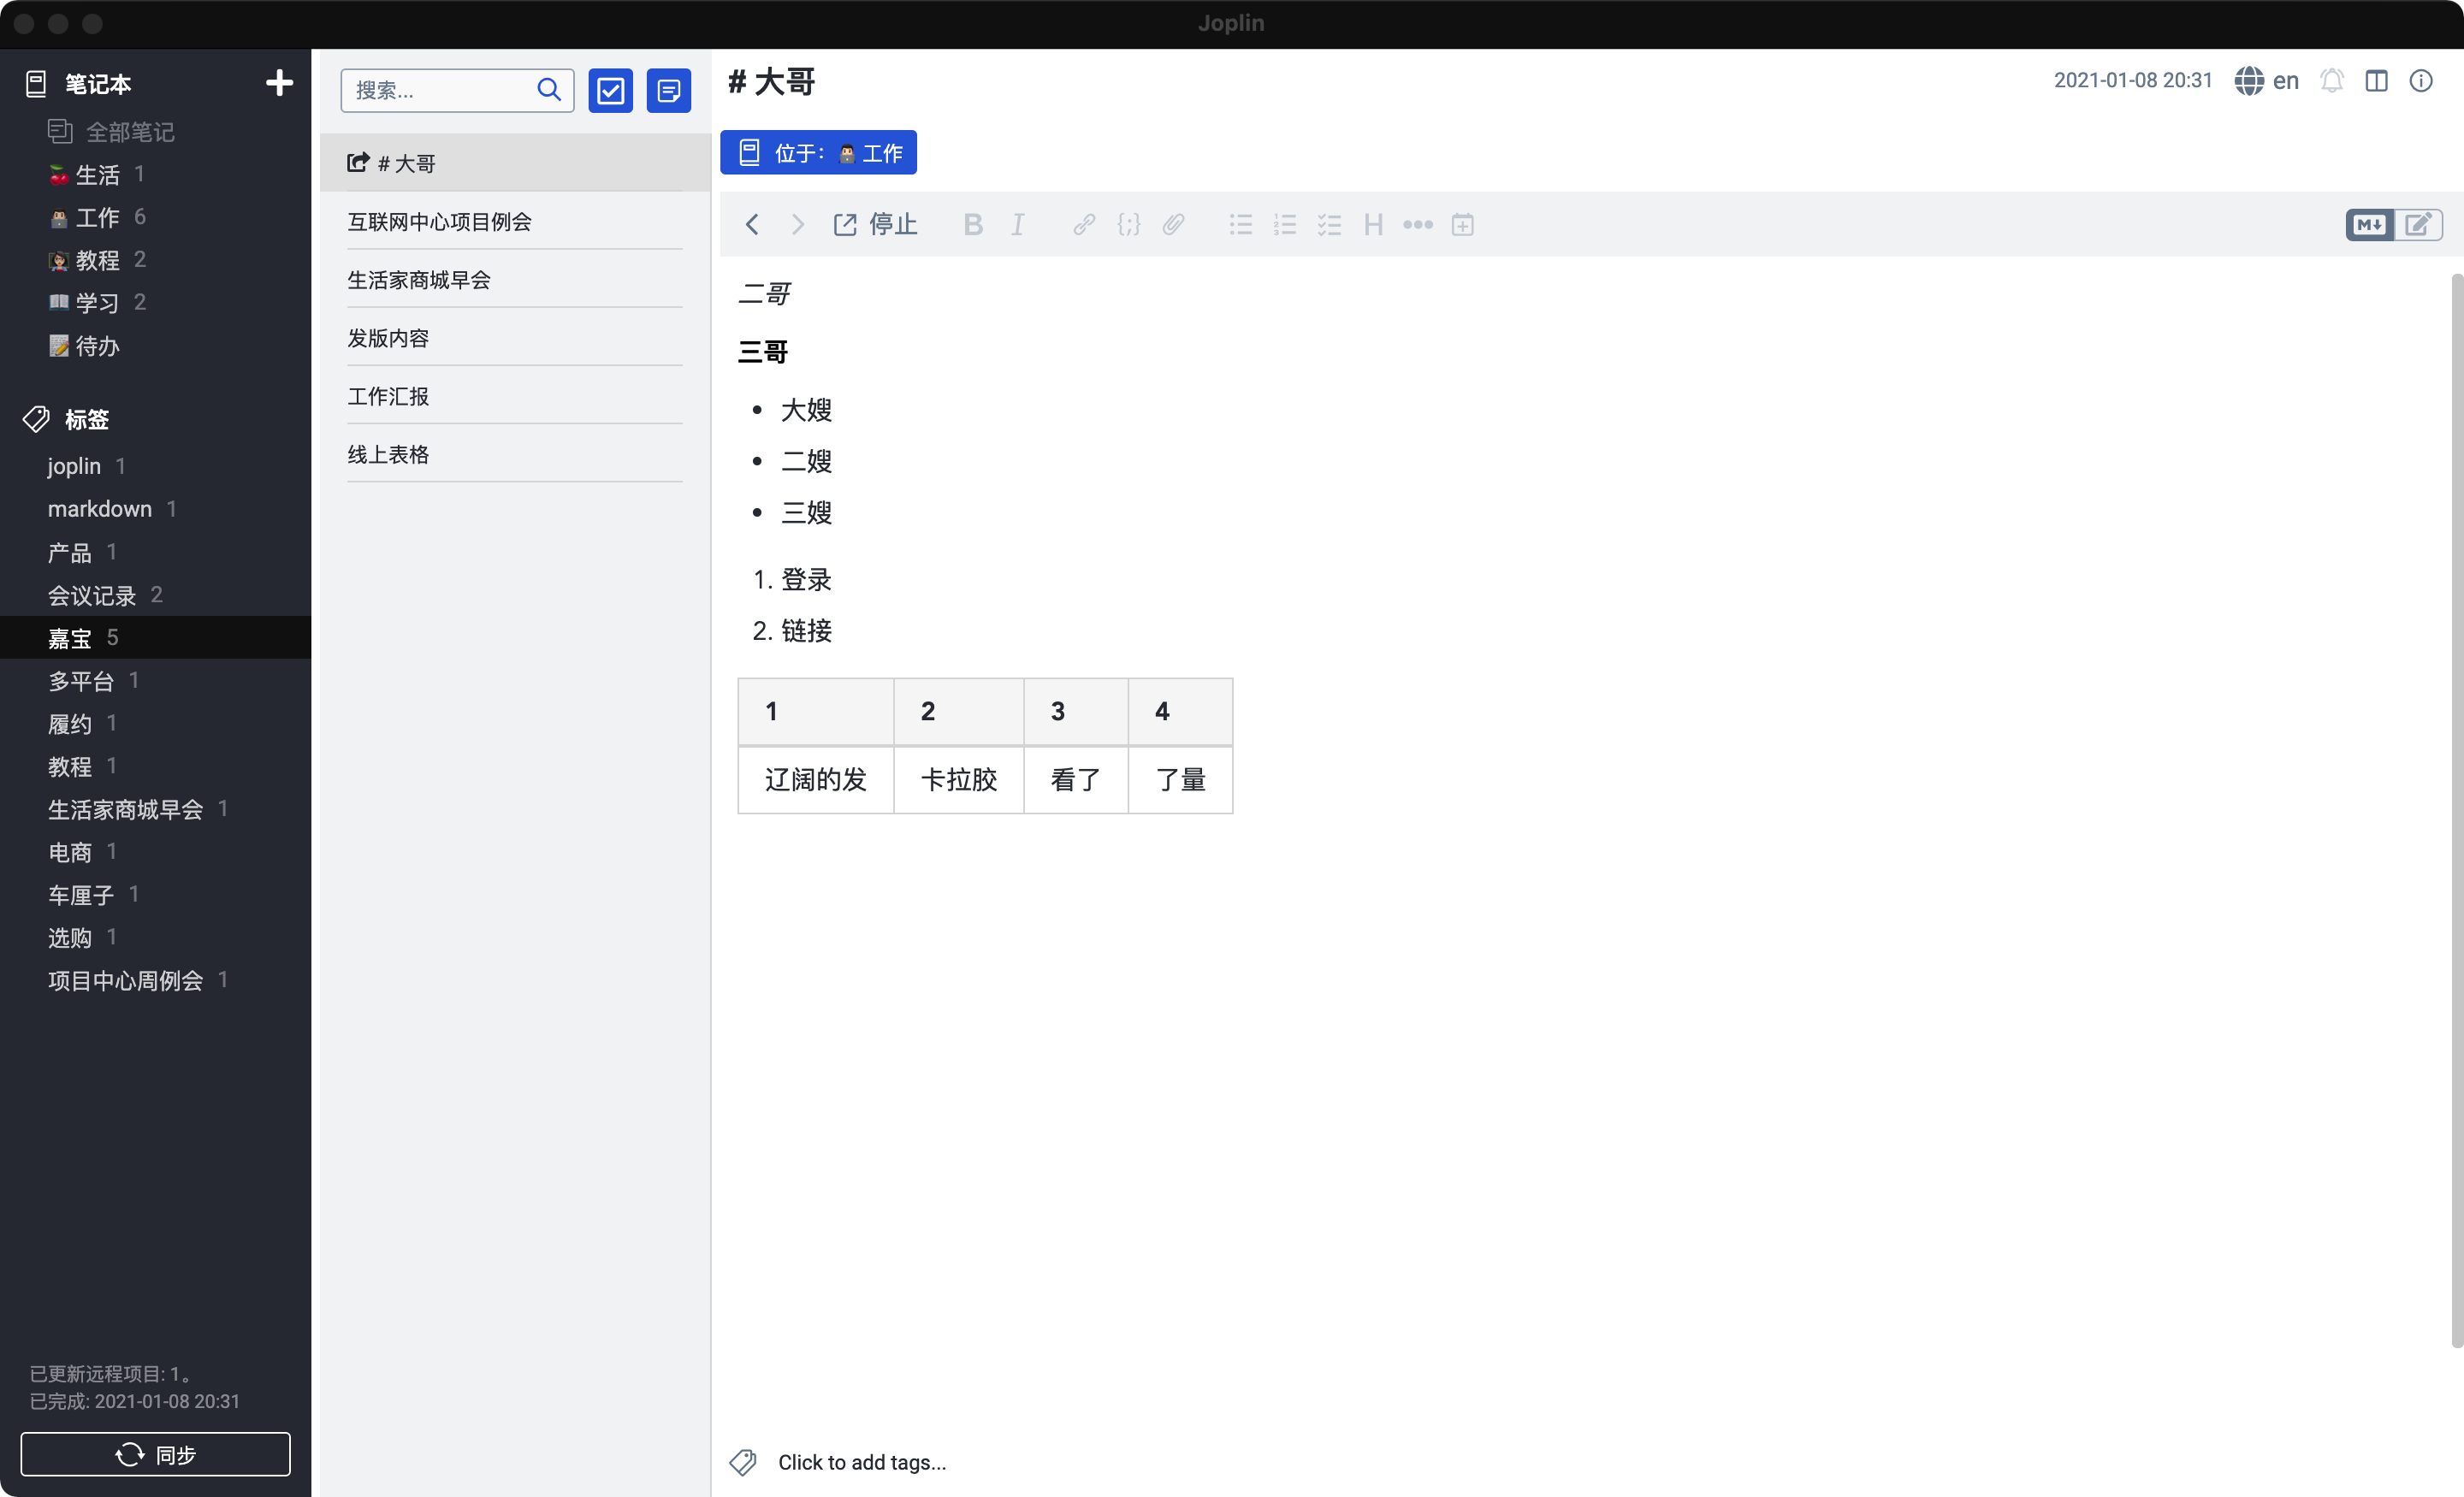 Joplin
笔记本
全部笔记
生活 1
工作 6
教程 2
学习 2
待办
标签
joplin 1
markdown 1
产品 1
会议记录 2
嘉宝 5
多平台 1
履约 1
教程 1
生活家商城早会 1
电商 1
车厘子 1
选购 1
项目中心周例会 1
已更新远程项目: 1。
已完成: 2021-01-08 20:31
同步
搜索...
# 大哥
互联网中心项目例会
生活家商城早会
发版内容
工作汇报
线上表格
# 大哥
2021-01-08 20:31 en
位于： 工作
停止 B I {;} H M↓
二哥
三哥
• 大嫂
• 二嫂
• 三嫂
1. 登录
2. 链接
1 2 3 4
辽阔的发 卡拉胶 看了 了量
Click to add tags...